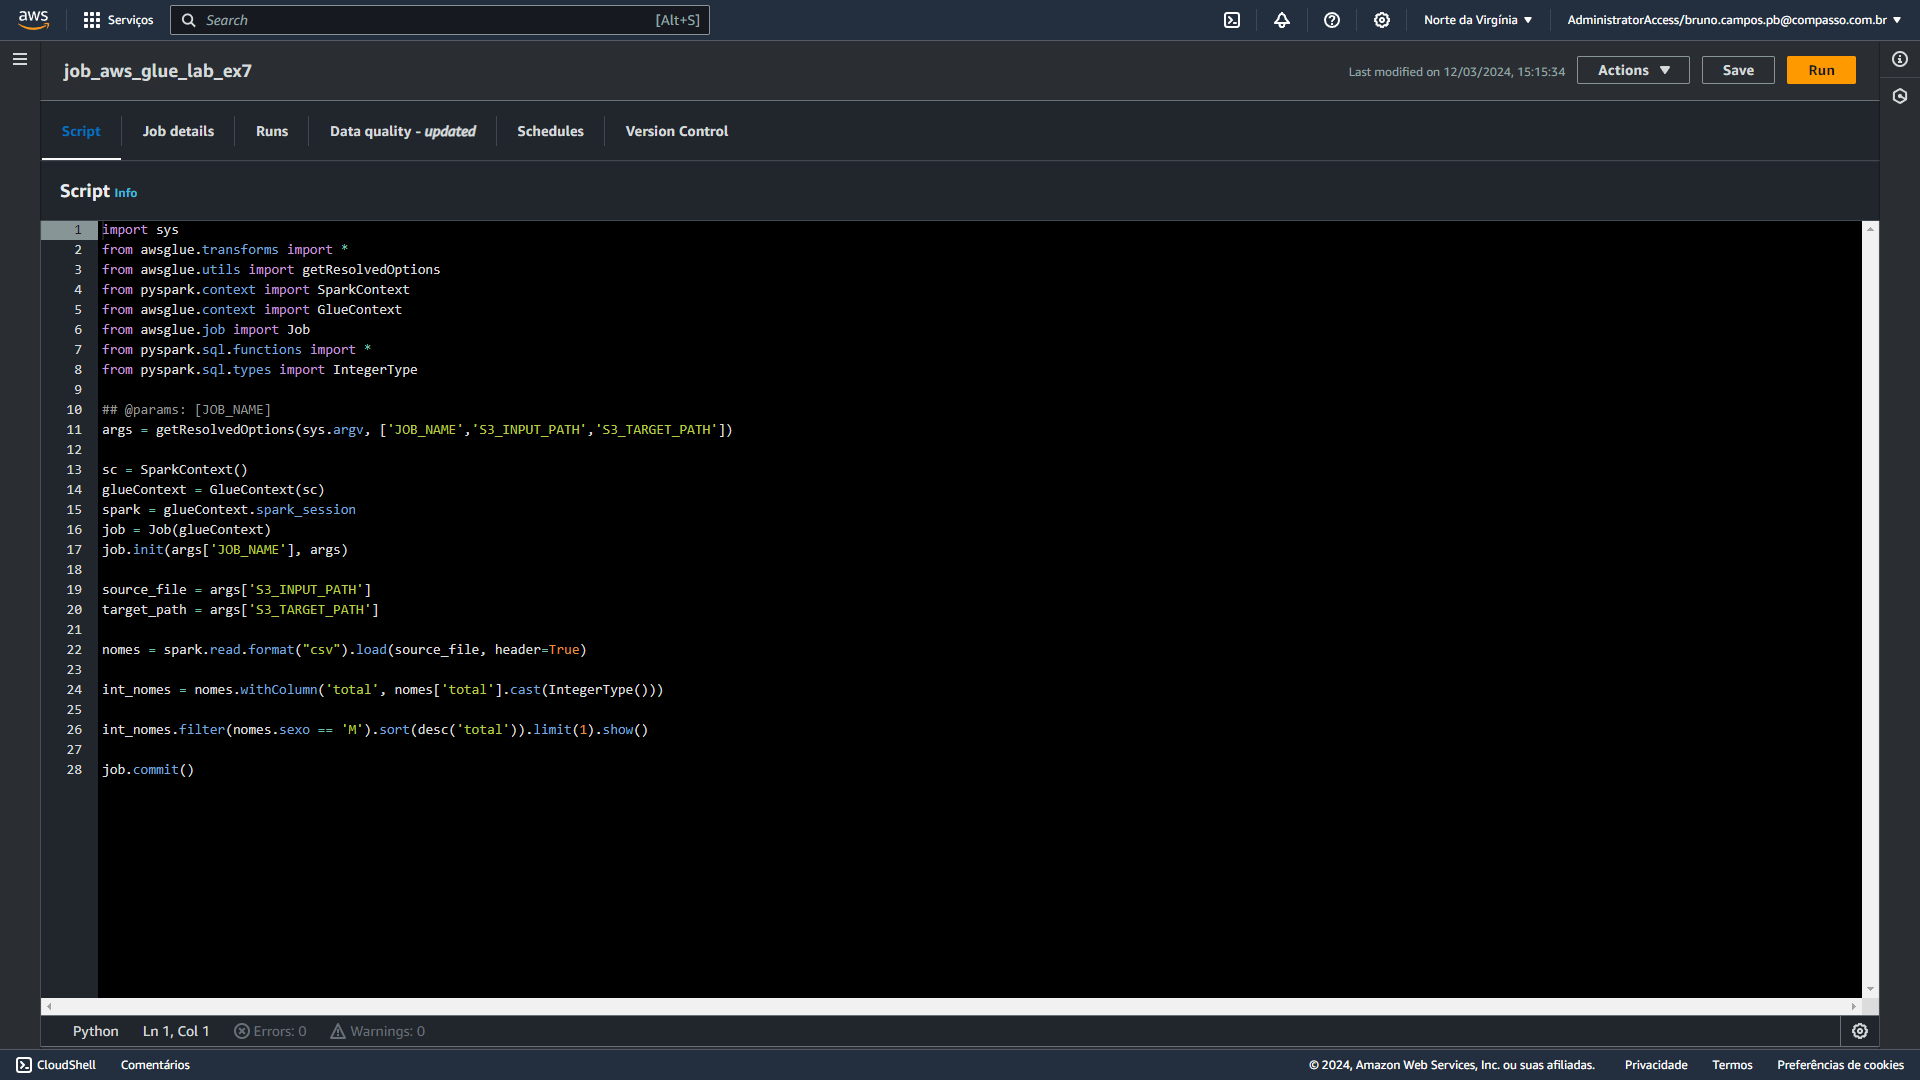 aws Serviços Search [Alt+S] Norte da Virgínia AdministratorAccess/bruno.campos.pb@compasso.com.br
job_aws_glue_lab_ex7 Last modified on 12/03/2024, 15:15:34 Actions Save Run
Script Job details Runs Data quality - updated Schedules Version Control
Script Info
1 import sys
2 from awsglue.transforms import *
3 from awsglue.utils import getResolvedOptions
4 from pyspark.context import SparkContext
5 from awsglue.context import GlueContext
6 from awsglue.job import Job
7 from pyspark.sql.functions import *
8 from pyspark.sql.types import IntegerType
9
10 ## @params: [JOB_NAME]
11 args = getResolvedOptions(sys.argv, ['JOB_NAME','S3_INPUT_PATH','S3_TARGET_PATH'])
12
13 sc = SparkContext()
14 glueContext = GlueContext(sc)
15 spark = glueContext.spark_session
16 job = Job(glueContext)
17 job.init(args['JOB_NAME'], args)
18
19 source_file = args['S3_INPUT_PATH']
20 target_path = args['S3_TARGET_PATH']
21
22 nomes = spark.read.format("csv").load(source_file, header=True)
23
24 int_nomes = nomes.withColumn('total', nomes['total'].cast(IntegerType()))
25
26 int_nomes.filter(nomes.sexo == 'M').sort(desc('total')).limit(1).show()
27
28 job.commit()
Python Ln 1, Col 1 Errors: 0 Warnings: 0
CloudShell Comentários © 2024, Amazon Web Services, Inc. ou suas afiliadas. Privacidade Termos Preferências de cookies